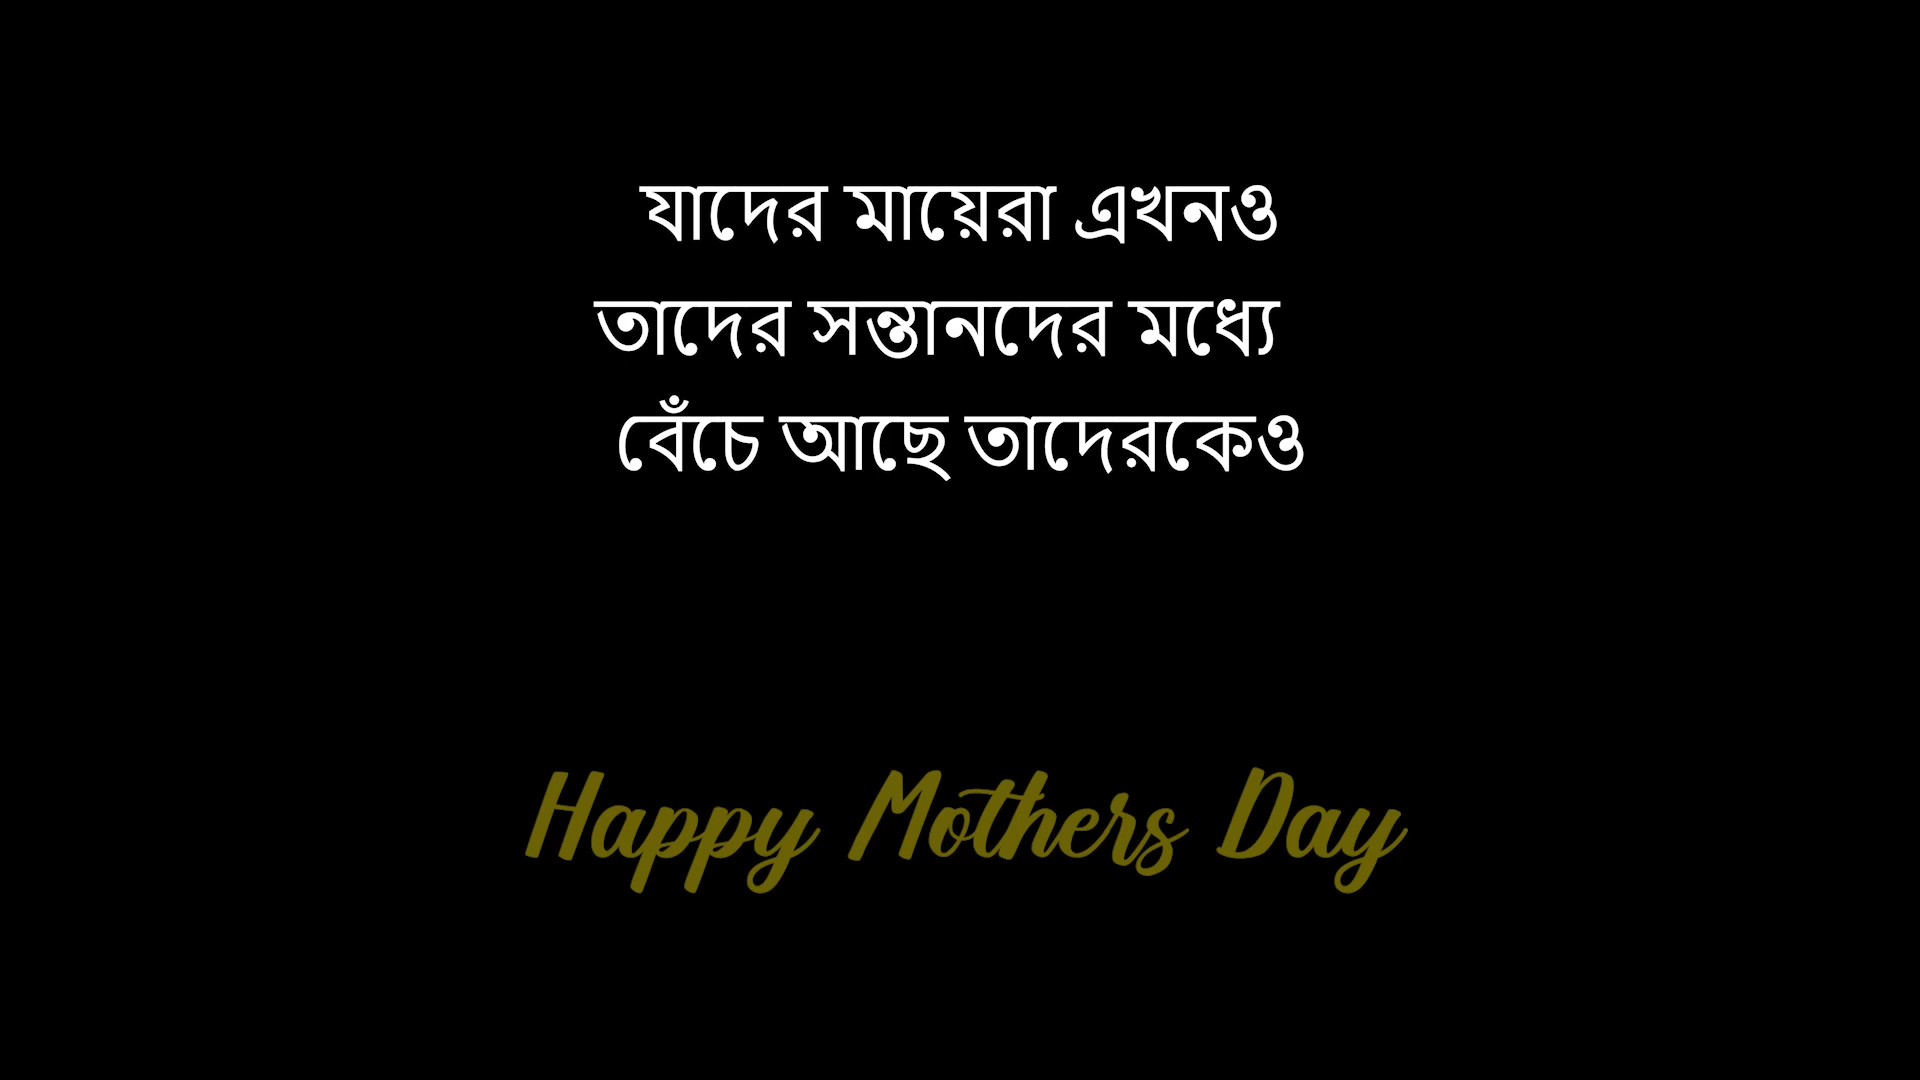 যাদের মায়েরা এখনও
তাদের সন্তানদের মধ্যে
বেঁচে আছে তাদেরকেও
Happy Mothers Day